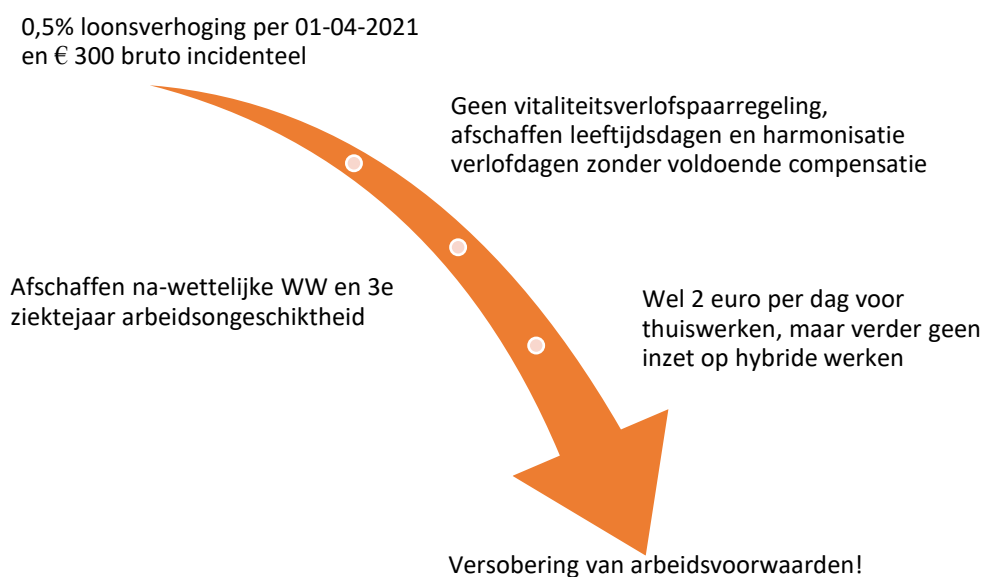 0,5% loonsverhoging per 01-04-2021
en € 300 bruto incidenteel
Geen vitaliteitsverlofspaarregeling,
afschaffen leeftijdsdagen en harmonisatie
verlofdagen zonder voldoende compensatie
Afschaffen na-wettelijke WW en 3e
ziektejaar arbeidsongeschiktheid
Wel 2 euro per dag voor
thuiswerken, maar verder geen
inzet op hybride werken
Versobering van arbeidsvoorwaarden!